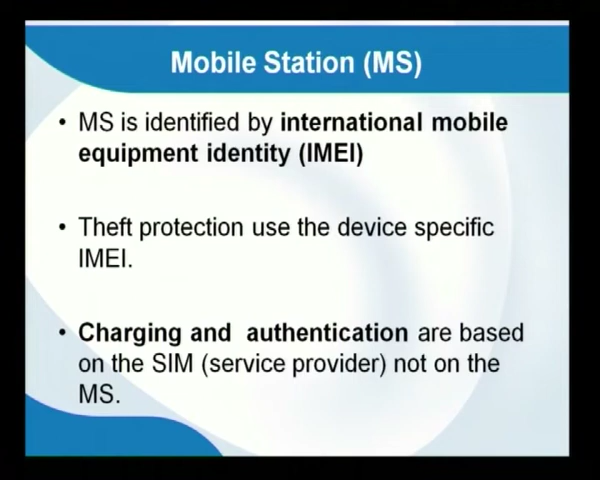 Mobile Station (MS)
• MS is identified by international mobile
equipment identity (IMEI)
• Theft protection use the device specific
IMEI.
• Charging and authentication are based
on the SIM (service provider) not on the
MS.